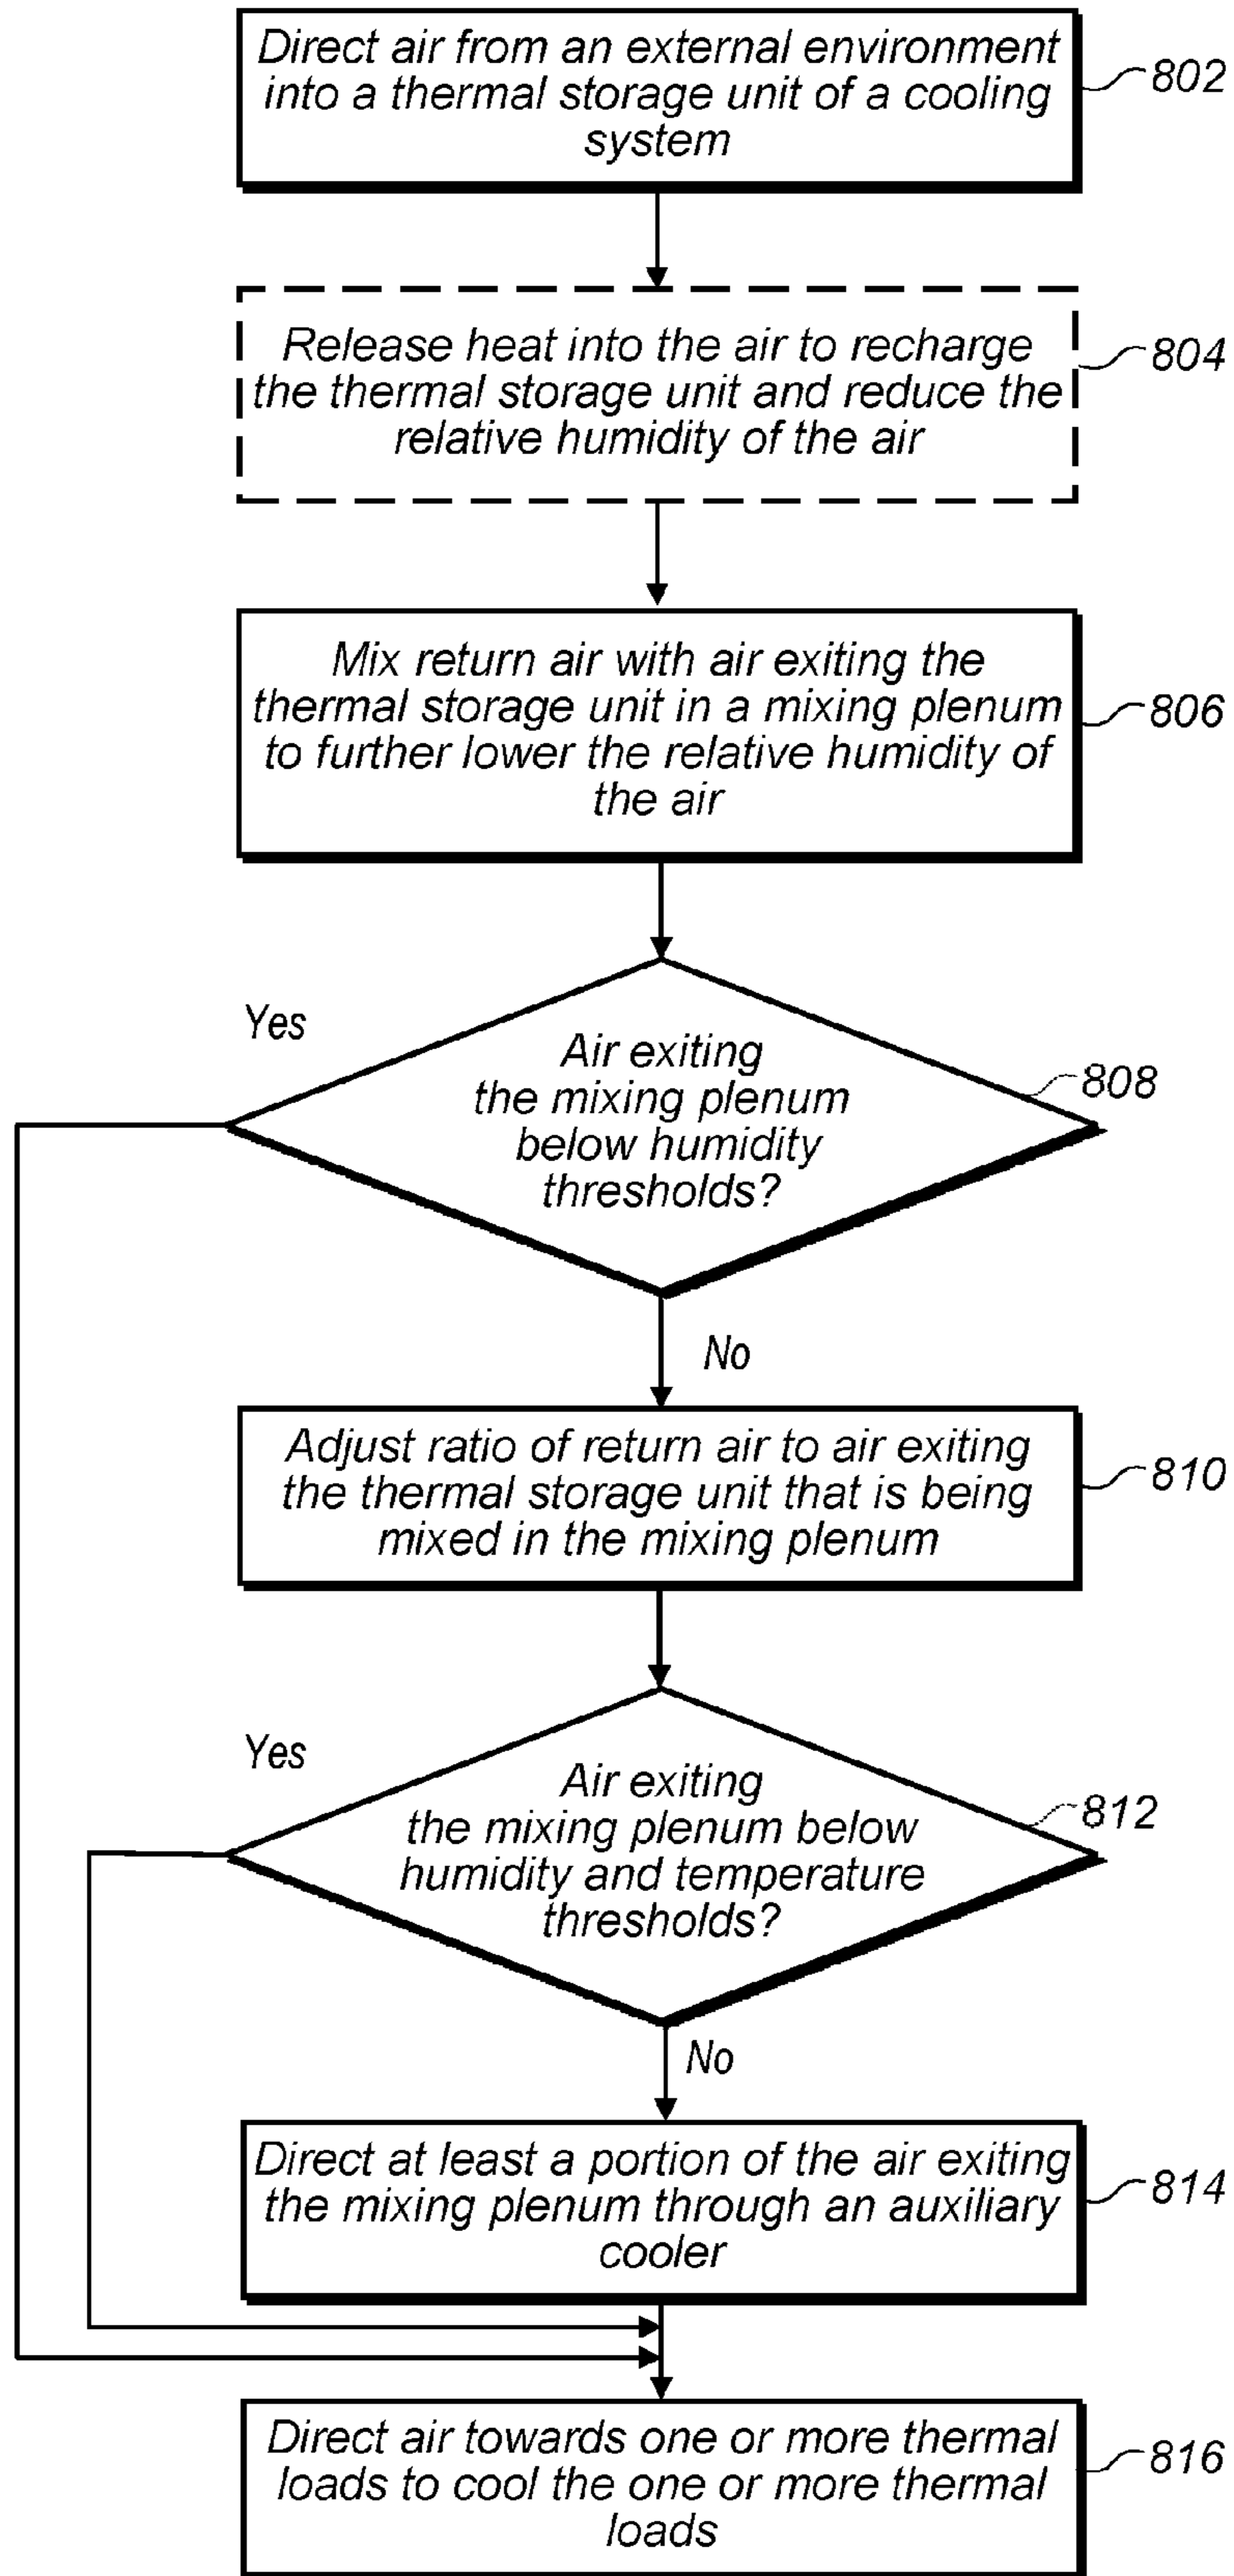 Direct air from an external environment
into a thermal storage unit of a cooling
system
802
Release heat into the air to recharge
the thermal storage unit and reduce the
relative humidity of the air
804
Mix return air with air exiting the
thermal storage unit in a mixing plenum
to further lower the relative humidity of
the air
806
Yes
Air exiting
the mixing plenum
below humidity
thresholds?
808
No
Adjust ratio of return air to air exiting
the thermal storage unit that is being
mixed in the mixing plenum
810
Yes
Air exiting
the mixing plenum below
humidity and temperature
thresholds?
812
No
Direct at least a portion of the air exiting
the mixing plenum through an auxiliary
cooler
814
Direct air towards one or more thermal
loads to cool the one or more thermal
loads
816